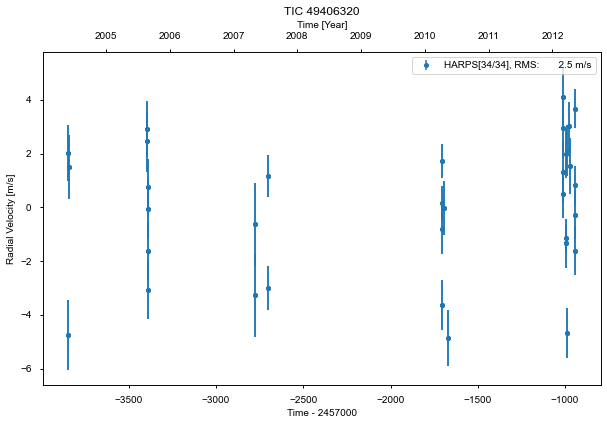 TIC 49406320
Time [Year]
2005 2006 2007 2008 2009 2010 2011 2012
HARPS[34/34], RMS: 2.5 m/s
Radial Velocity [m/s]
4
2
0
−2
−4
−6
−3500 −3000 −2500 −2000 −1500 −1000
Time - 2457000